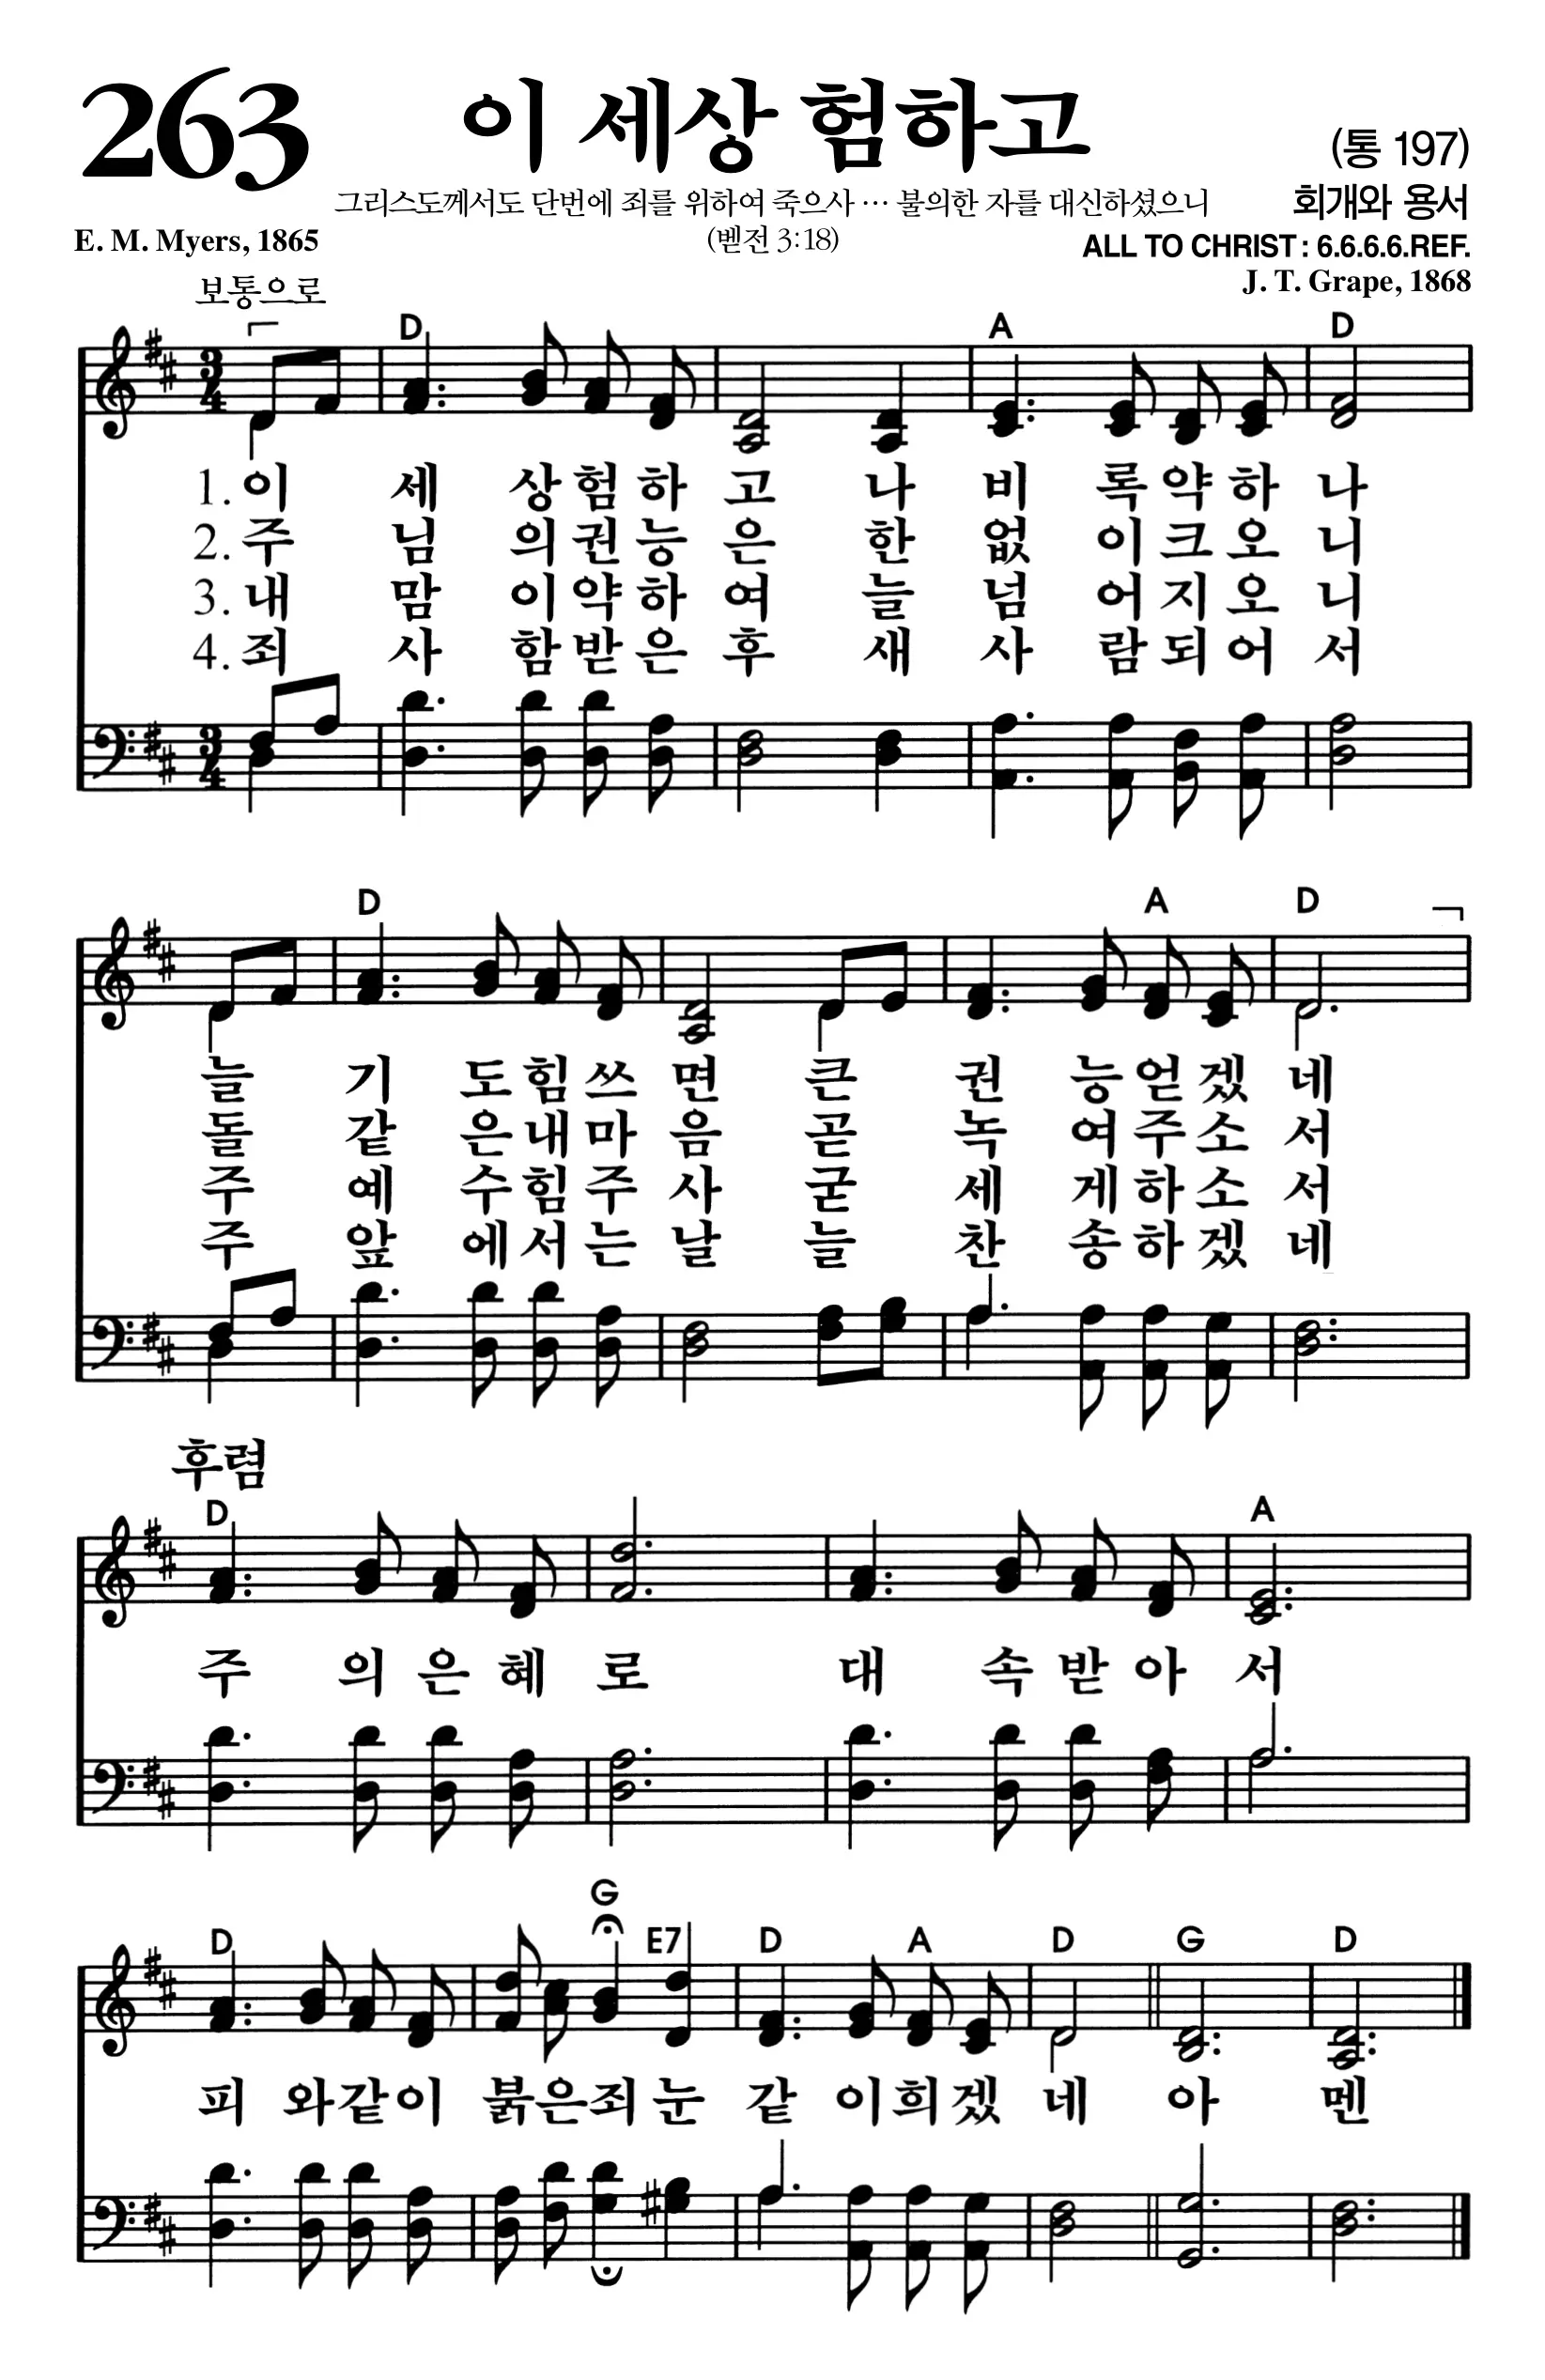 263 이 세상 험하고 (통 197)
그리스도께서도 단번에 죄를 위하여 죽으사 … 불의한 자를 대신하셨으니 회개와 용서
E. M. Myers, 1865 (벧전 3:18) ALL TO CHRIST : 6.6.6.6.REF.
보통으로 J. T. Grape, 1868
D A D
3/4
1. 이 세 상 험 하 고 나 비 록 약 하 나
2. 주 님 의 권 능 은 한 없 이 크 오 니
3. 내 맘 이 약 하 여 늘 넘 어 지 오 니
4. 죄 사 함 받 은 후 새 사 람 되 어 서
3/4
D A D
늘 기 도 힘 쓰 면 큰 권 능 얻 겠 네
돌 같 은 내 마 음 곧 녹 여 주 소 서
주 예 수 힘 주 사 굳 세 게 하 소 서
주 앞 에 서 는 날 늘 찬 송 하 겠 네
후렴
D A
주 의 은 혜 로 대 속 받 아 서
D G E7 D A D G D
피 와 같 이 붉 은 죄 눈 같 이 희 겠 네 아 멘